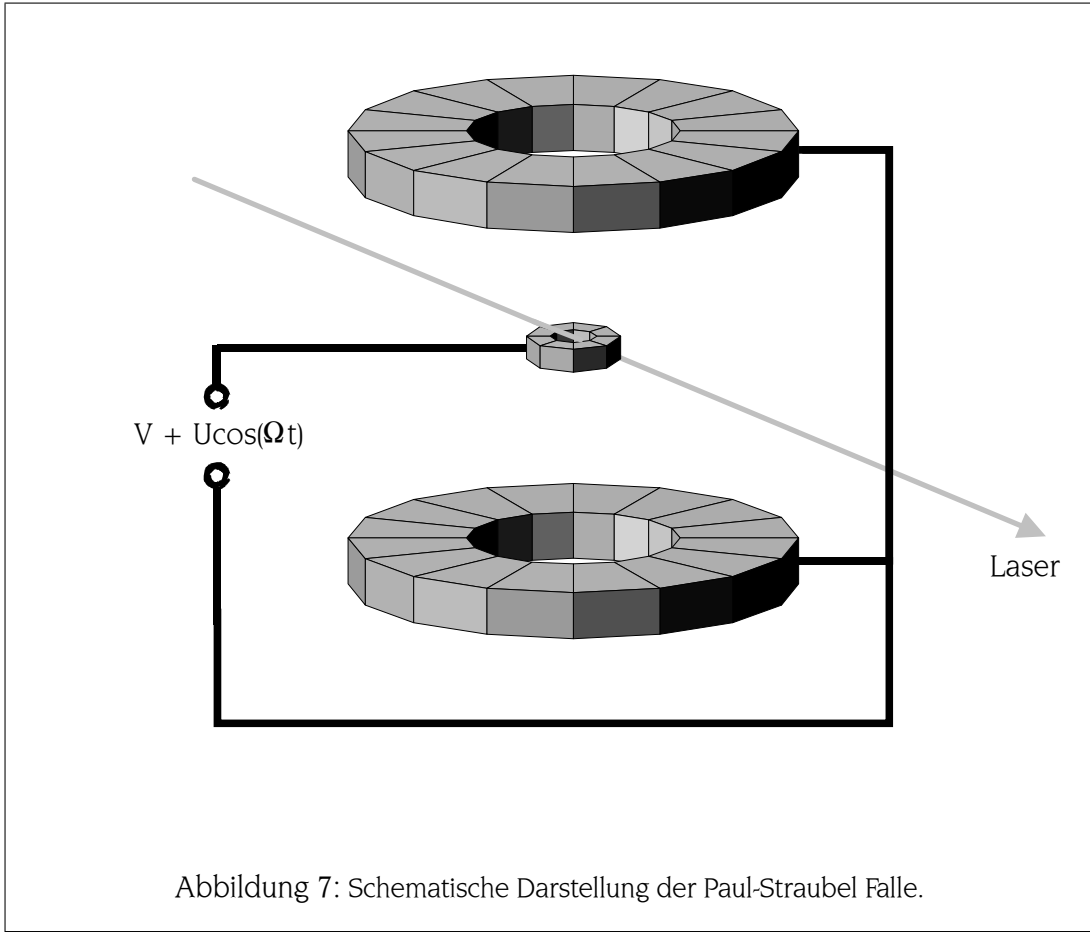 V + Ucos(Ωt)
Laser
Abbildung 7: Schematische Darstellung der Paul-Straubel Falle.